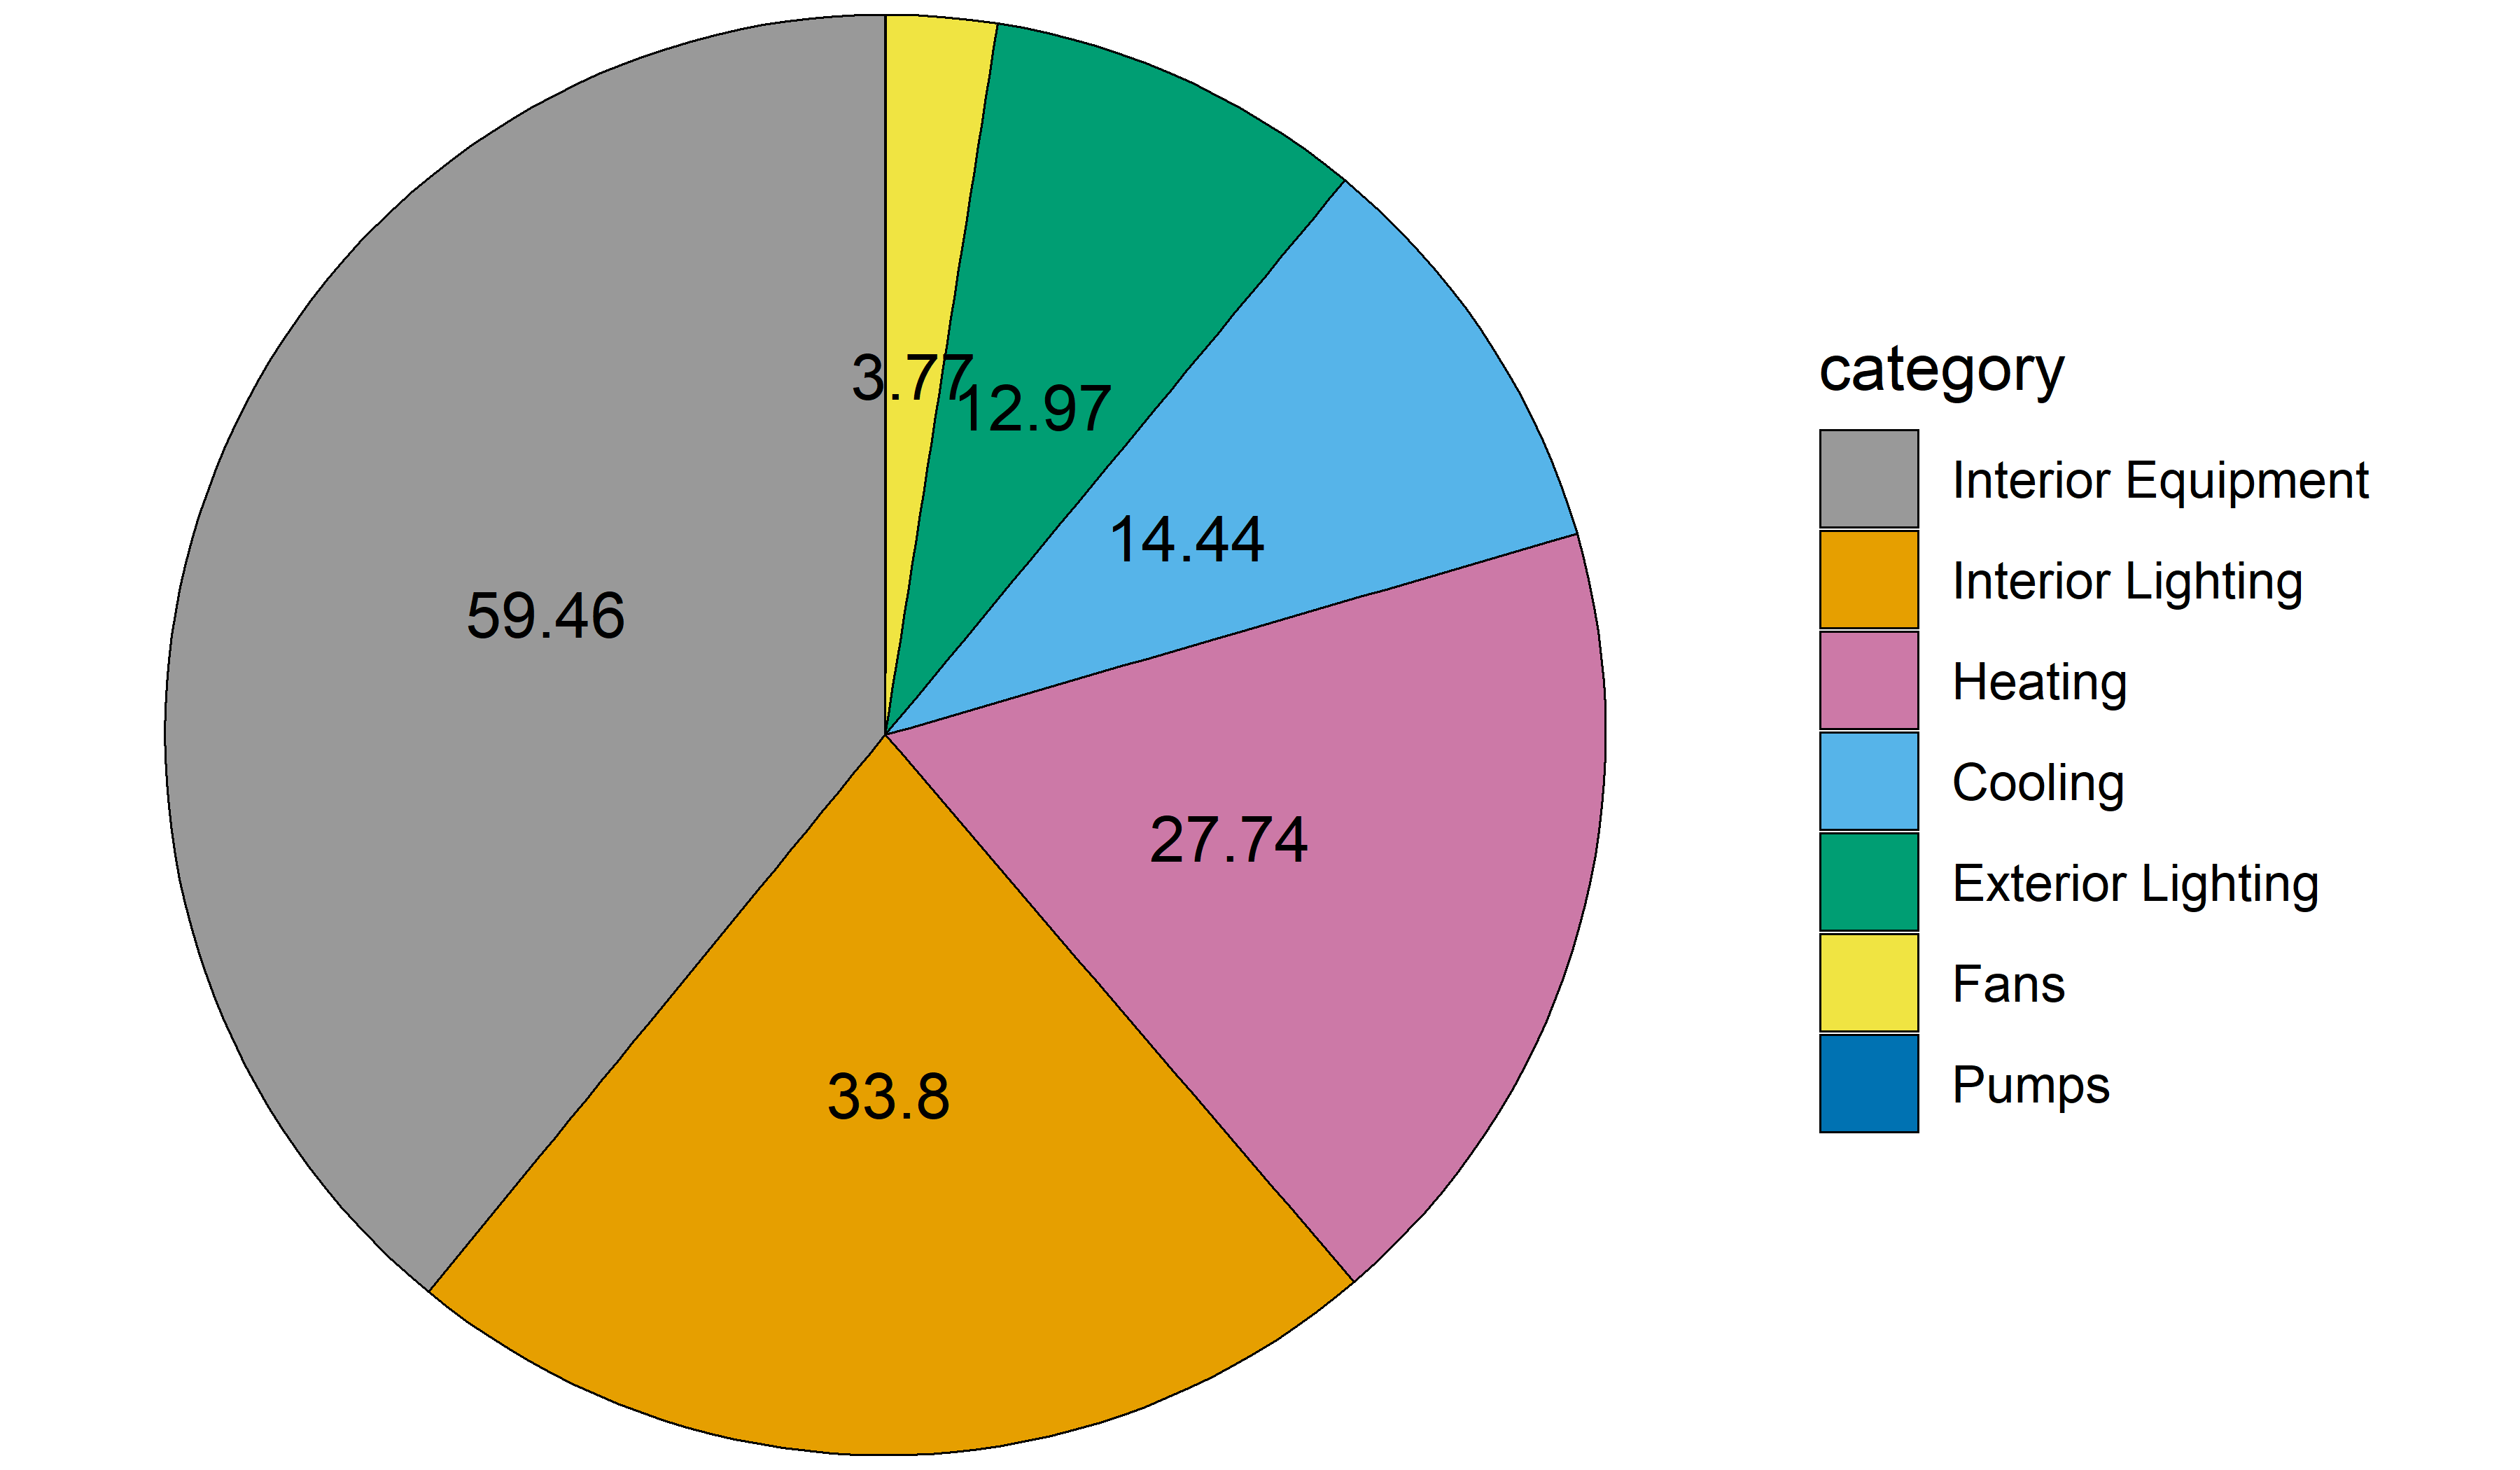 3.77
12.97
14.44
59.46
27.74
33.8
category
Interior Equipment
Interior Lighting
Heating
Cooling
Exterior Lighting
Fans
Pumps